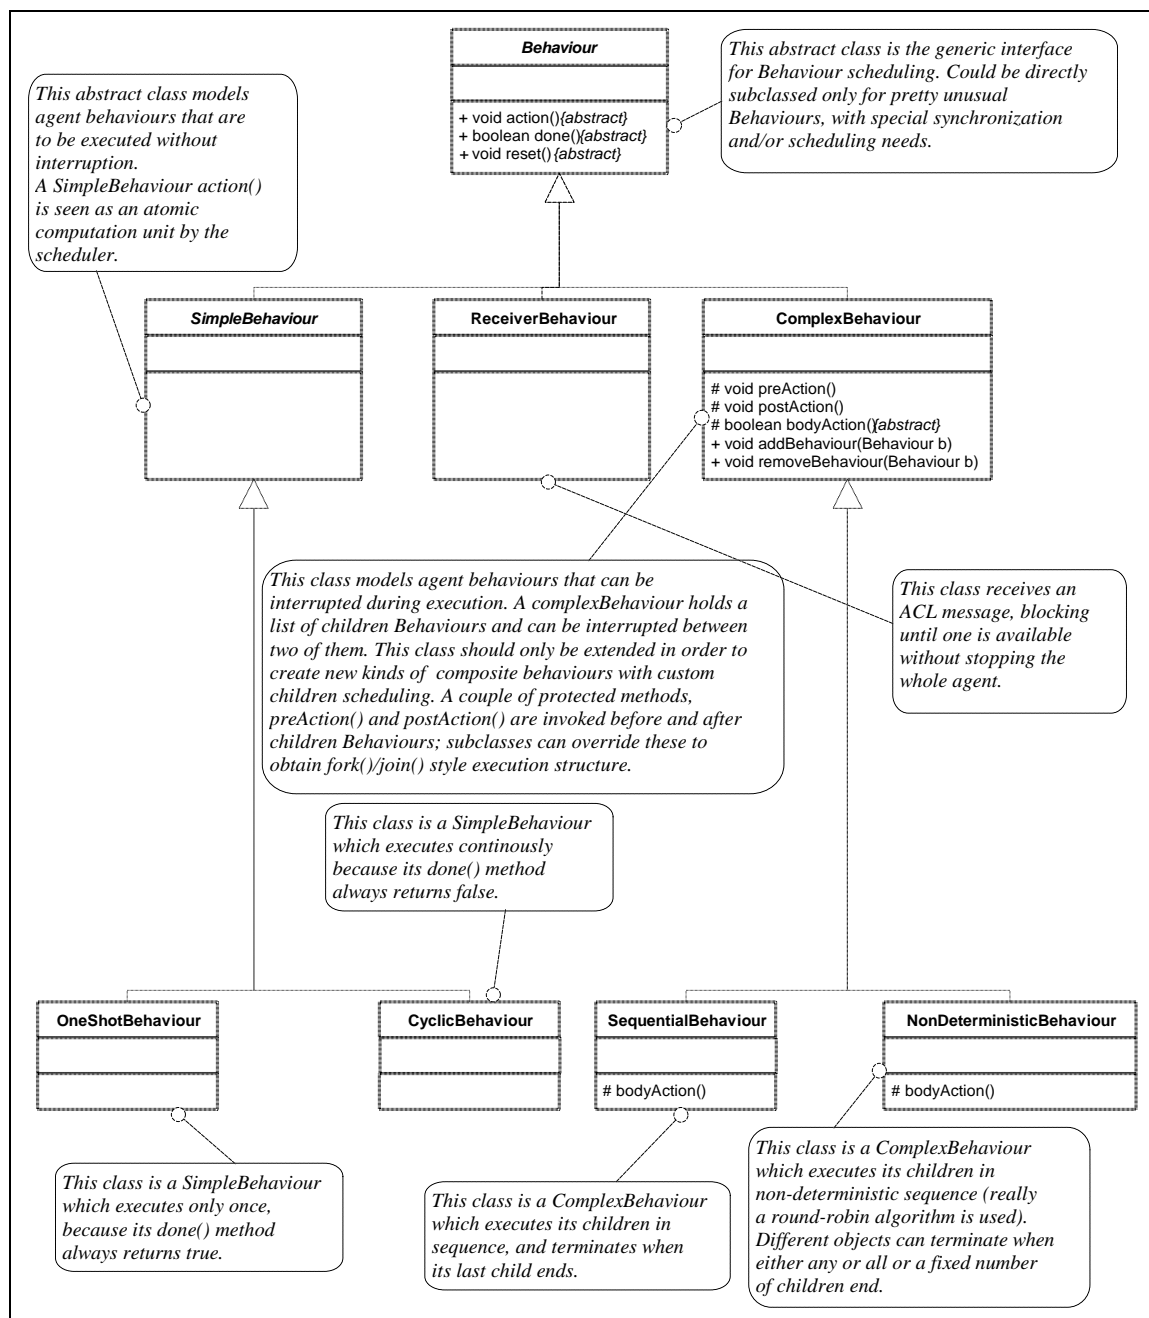 Behaviour
+ void action(){abstract}
+ boolean done(){abstract}
+ void reset(){abstract}
This abstract class is the generic interface
for Behaviour scheduling. Could be directly
subclassed only for pretty unusual
Behaviours, with special synchronization
and/or scheduling needs.
This abstract class models
agent behaviours that are
to be executed without
interruption.
A SimpleBehaviour action()
is seen as an atomic
computation unit by the
scheduler.
SimpleBehaviour
ReceiverBehaviour
ComplexBehaviour
# void preAction()
# void postAction()
# boolean bodyAction(){abstract}
+ void addBehaviour(Behaviour b)
+ void removeBehaviour(Behaviour b)
This class models agent behaviours that can be
interrupted during execution. A complexBehaviour holds a
list of children Behaviours and can be interrupted between
two of them. This class should only be extended in order to
create new kinds of composite behaviours with custom
children scheduling. A couple of protected methods,
preAction() and postAction() are invoked before and after
children Behaviours; subclasses can override these to
obtain fork()/join() style execution structure.
This class receives an
ACL message, blocking
until one is available
without stopping the
whole agent.
This class is a SimpleBehaviour
which executes continously
because its done() method
always returns false.
OneShotBehaviour
CyclicBehaviour
SequentialBehaviour
# bodyAction()
NonDeterministicBehaviour
# bodyAction()
This class is a SimpleBehaviour
which executes only once,
because its done() method
always returns true.
This class is a ComplexBehaviour
which executes its children in
sequence, and terminates when
its last child ends.
This class is a ComplexBehaviour
which executes its children in
non-deterministic sequence (really
a round-robin algorithm is used).
Different objects can terminate when
either any or all or a fixed number
of children end.